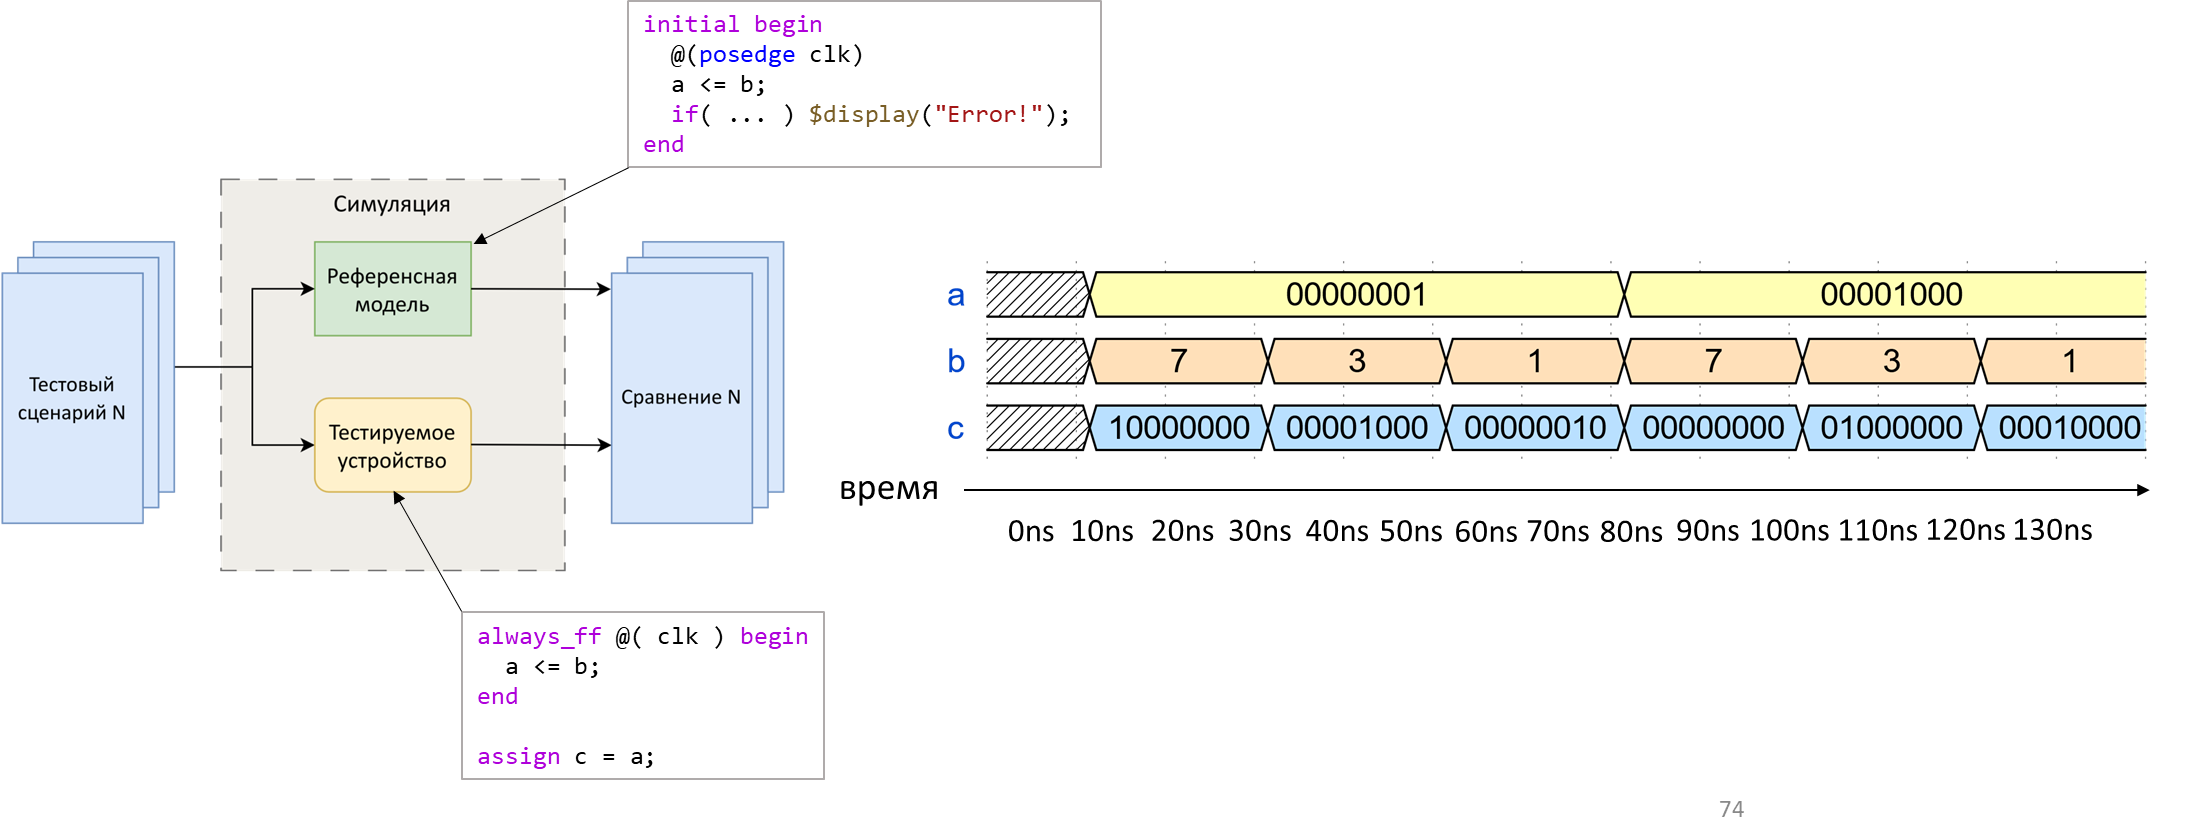 initial begin
@(posedge clk)
a <= b;
if( ... ) $display("Error!");
end
Симуляция
Референсная
модель
Тестовый
сценарий N
Тестируемое
устройство
Сравнение N
always_ff @( clk ) begin
a <= b;
end
assign c = a;
a 00000001 00001000
b 7 3 1 7 3 1
c 10000000 00001000 00000010 00000000 01000000 00010000
время
0ns 10ns 20ns 30ns 40ns 50ns 60ns 70ns 80ns 90ns 100ns 110ns 120ns 130ns
74